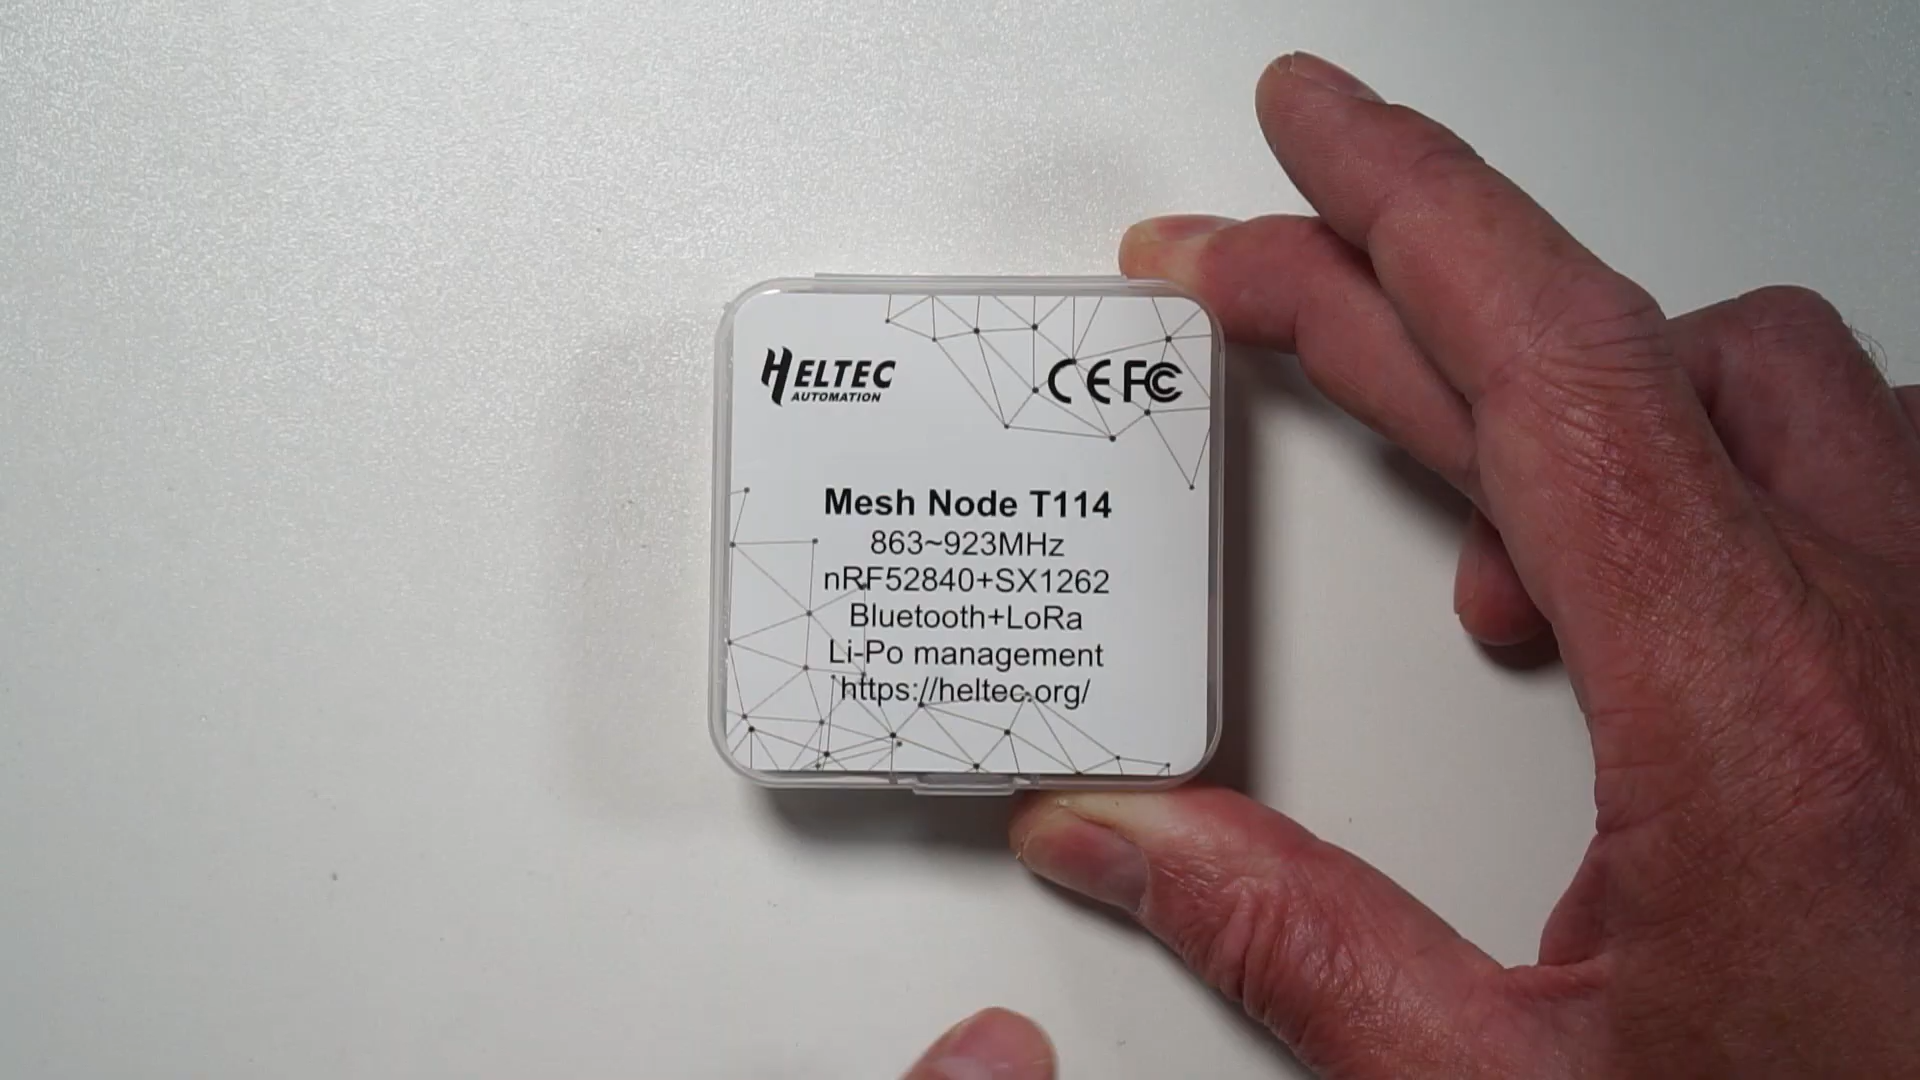 HELTEC
AUTOMATION
CE FC
Mesh Node T114
863~923MHz
nRF52840+SX1262
Bluetooth+LoRa
Li-Po management
https://heltec.org/